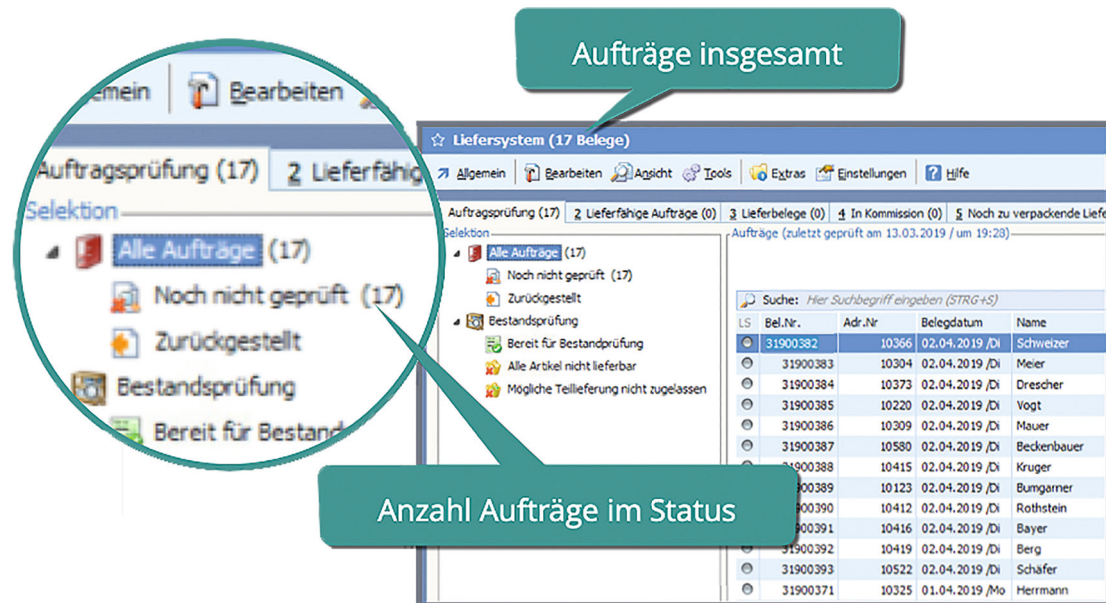 Aufträge insgesamt
Bearbeiten
Auftragsprüfung (17) 2 Lieferfähig
Selektion
Alle Aufträge (17)
Noch nicht geprüft (17)
Zurückgestellt
Bestandsprüfung
Bereit für Bestand
Liefersystem (17 Belege)
Allgemein Bearbeiten Ansicht Tools Extras Einstellungen Hilfe
Auftragsprüfung (17) 2 Lieferfähige Aufträge (0) 3 Lieferbelege (0) 4 In Kommission (0) 5 Noch zu verpackende Liefe
Selektion
Alle Aufträge (17)
Noch nicht geprüft (17)
Zurückgestellt
Bestandsprüfung
Bereit für Bestandsprüfung
Alle Artikel nicht lieferbar
Mögliche Teillieferung nicht zugelassen
Aufträge (zuletzt geprüft am 13.03.2019 / um 19:28)
Suche: Hier Suchbegriff eingeben (STRG+S)
LS Bel.Nr. Adr.Nr Belegdatum Name
31900382 10366 02.04.2019 /Di Schweizer
31900383 10304 02.04.2019 /Di Meier
31900384 10373 02.04.2019 /Di Drescher
31900385 10220 02.04.2019 /Di Vogt
31900386 10309 02.04.2019 /Di Mauer
31900387 10580 02.04.2019 /Di Beckenbauer
31900388 10415 02.04.2019 /Di Kruger
900389 10123 02.04.2019 /Di Bumgarner
900390 10412 02.04.2019 /Di Rothstein
900391 10416 02.04.2019 /Di Bayer
31900392 10419 02.04.2019 /Di Berg
31900393 10522 02.04.2019 /Di Schäfer
31900371 10325 01.04.2019 /Mo Herrmann
Anzahl Aufträge im Status